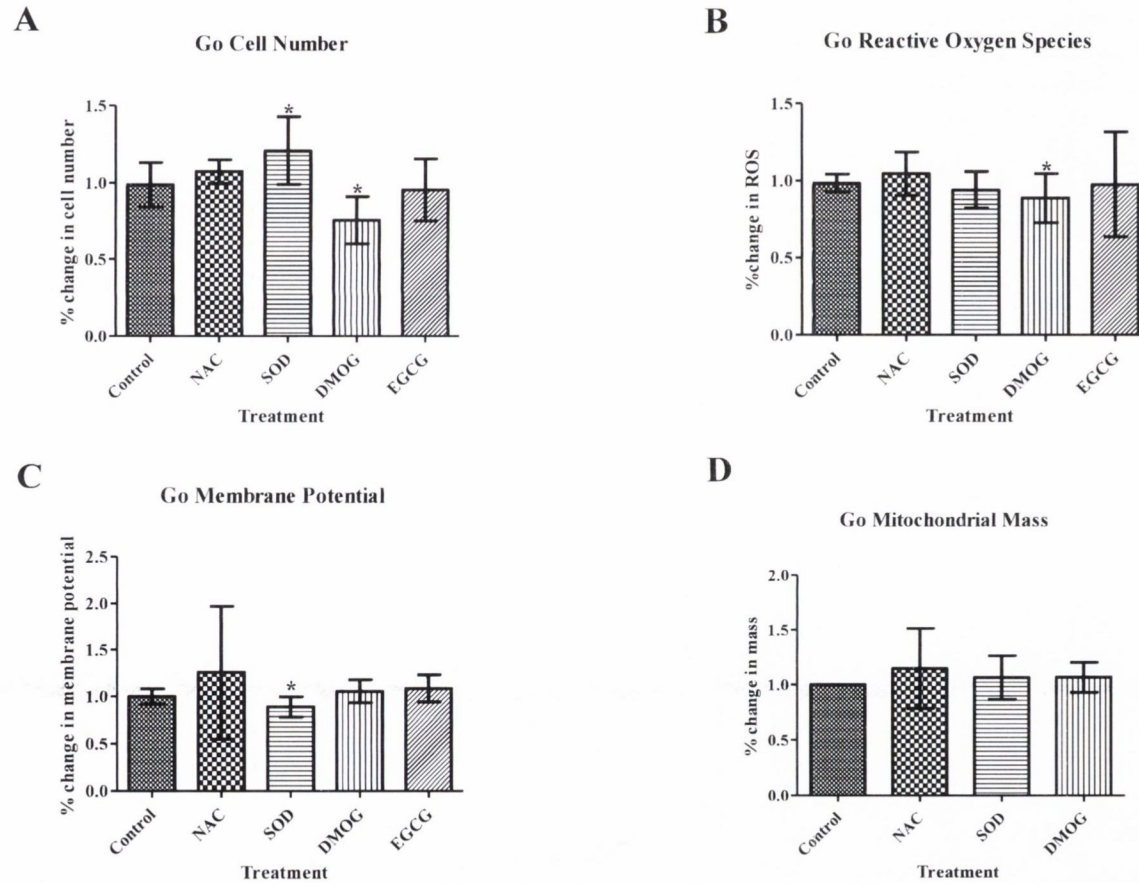 A
Go Cell Number
% change in cell number
1.5
1.0
0.5
0.0
*
*
Control
NAC
SOD
DMOG
EGCG
Treatment
B
Go Reactive Oxygen Species
%change in ROS
1.5
1.0
0.5
0.0
*
Control
NAC
SOD
DMOG
EGCG
Treatment
C
Go Membrane Potential
% change in membrane potential
2.5
2.0
1.5
1.0
0.5
0.0
*
Control
NAC
SOD
DMOG
EGCG
Treatment
D
Go Mitochondrial Mass
% change in mass
2.0
1.5
1.0
0.5
0.0
Control
NAC
SOD
DMOG
Treatment